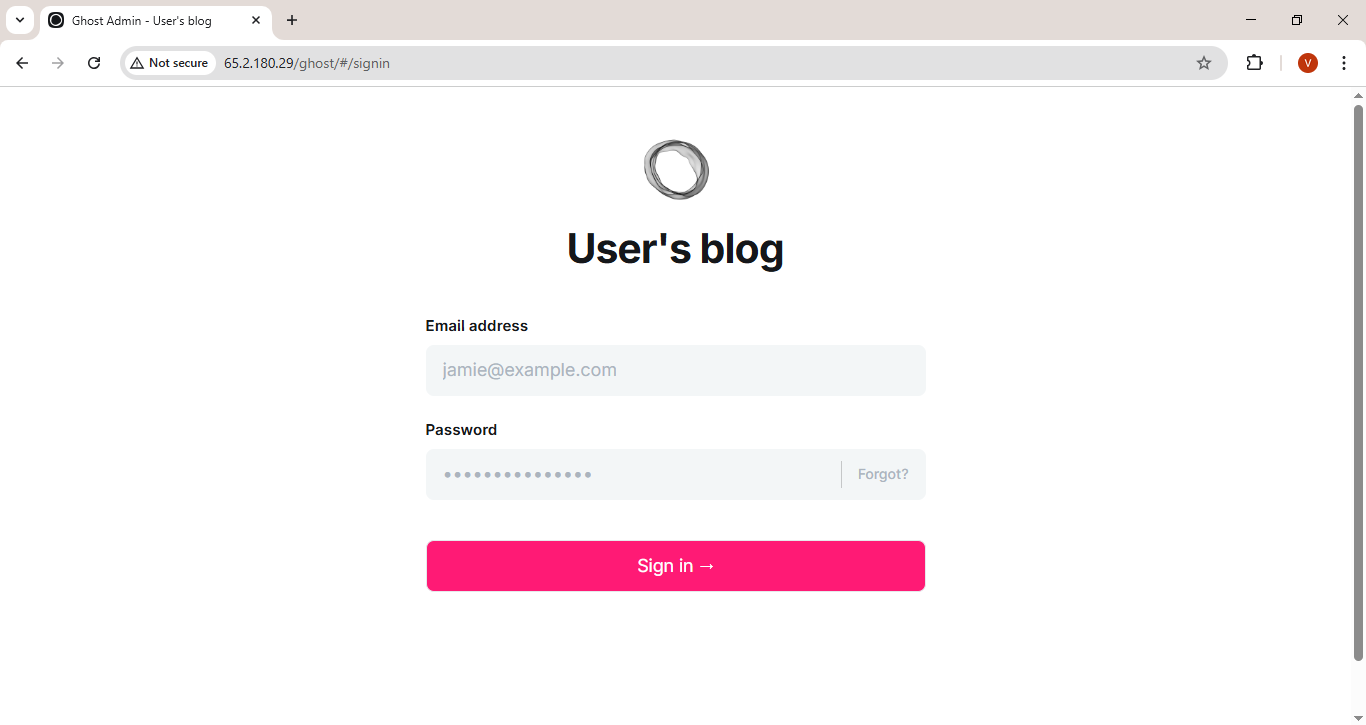 Ghost Admin - User's blog
Not secure 65.2.180.29/ghost/#/signin
V
User's blog
Email address
jamie@example.com
Password
••••••••••••••• Forgot?
Sign in →